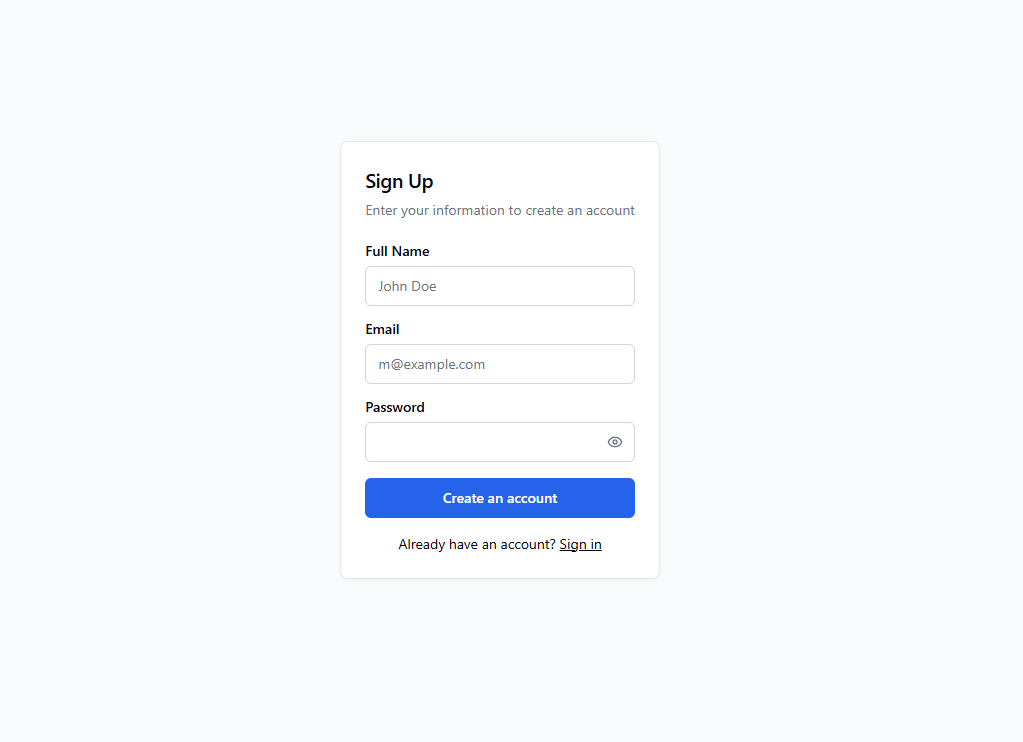 Sign Up
Enter your information to create an account
Full Name
John Doe
Email
m@example.com
Password
Create an account
Already have an account? Sign in